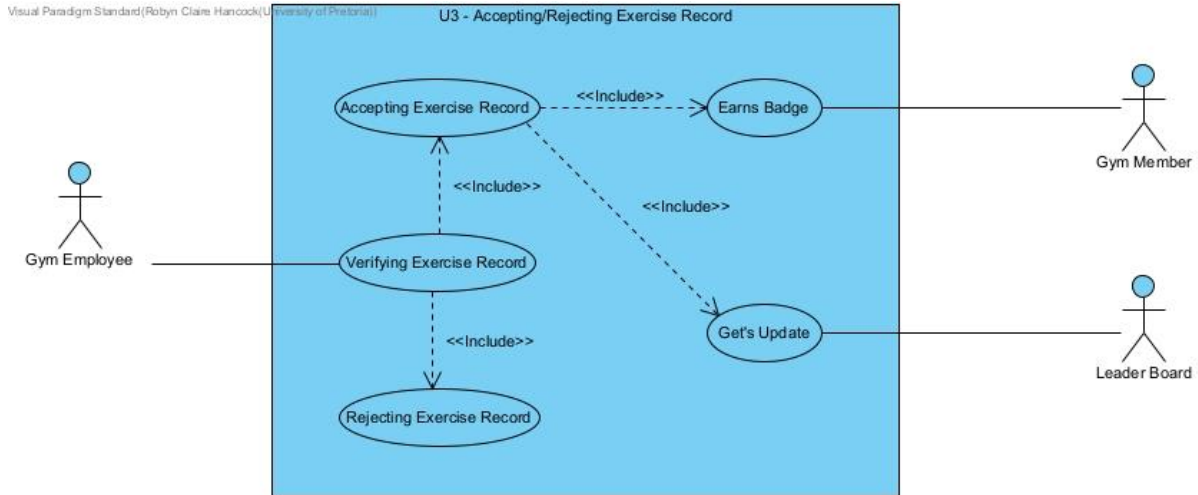 Visual Paradigm Standard(Robyn Claire Hancock(University of Pretoria))
U3 - Accepting/Rejecting Exercise Record
Accepting Exercise Record
<<Include>>
Earns Badge
Gym Member
<<Include>>
<<Include>>
Gym Employee
Verifying Exercise Record
<<Include>>
Get's Update
Leader Board
Rejecting Exercise Record